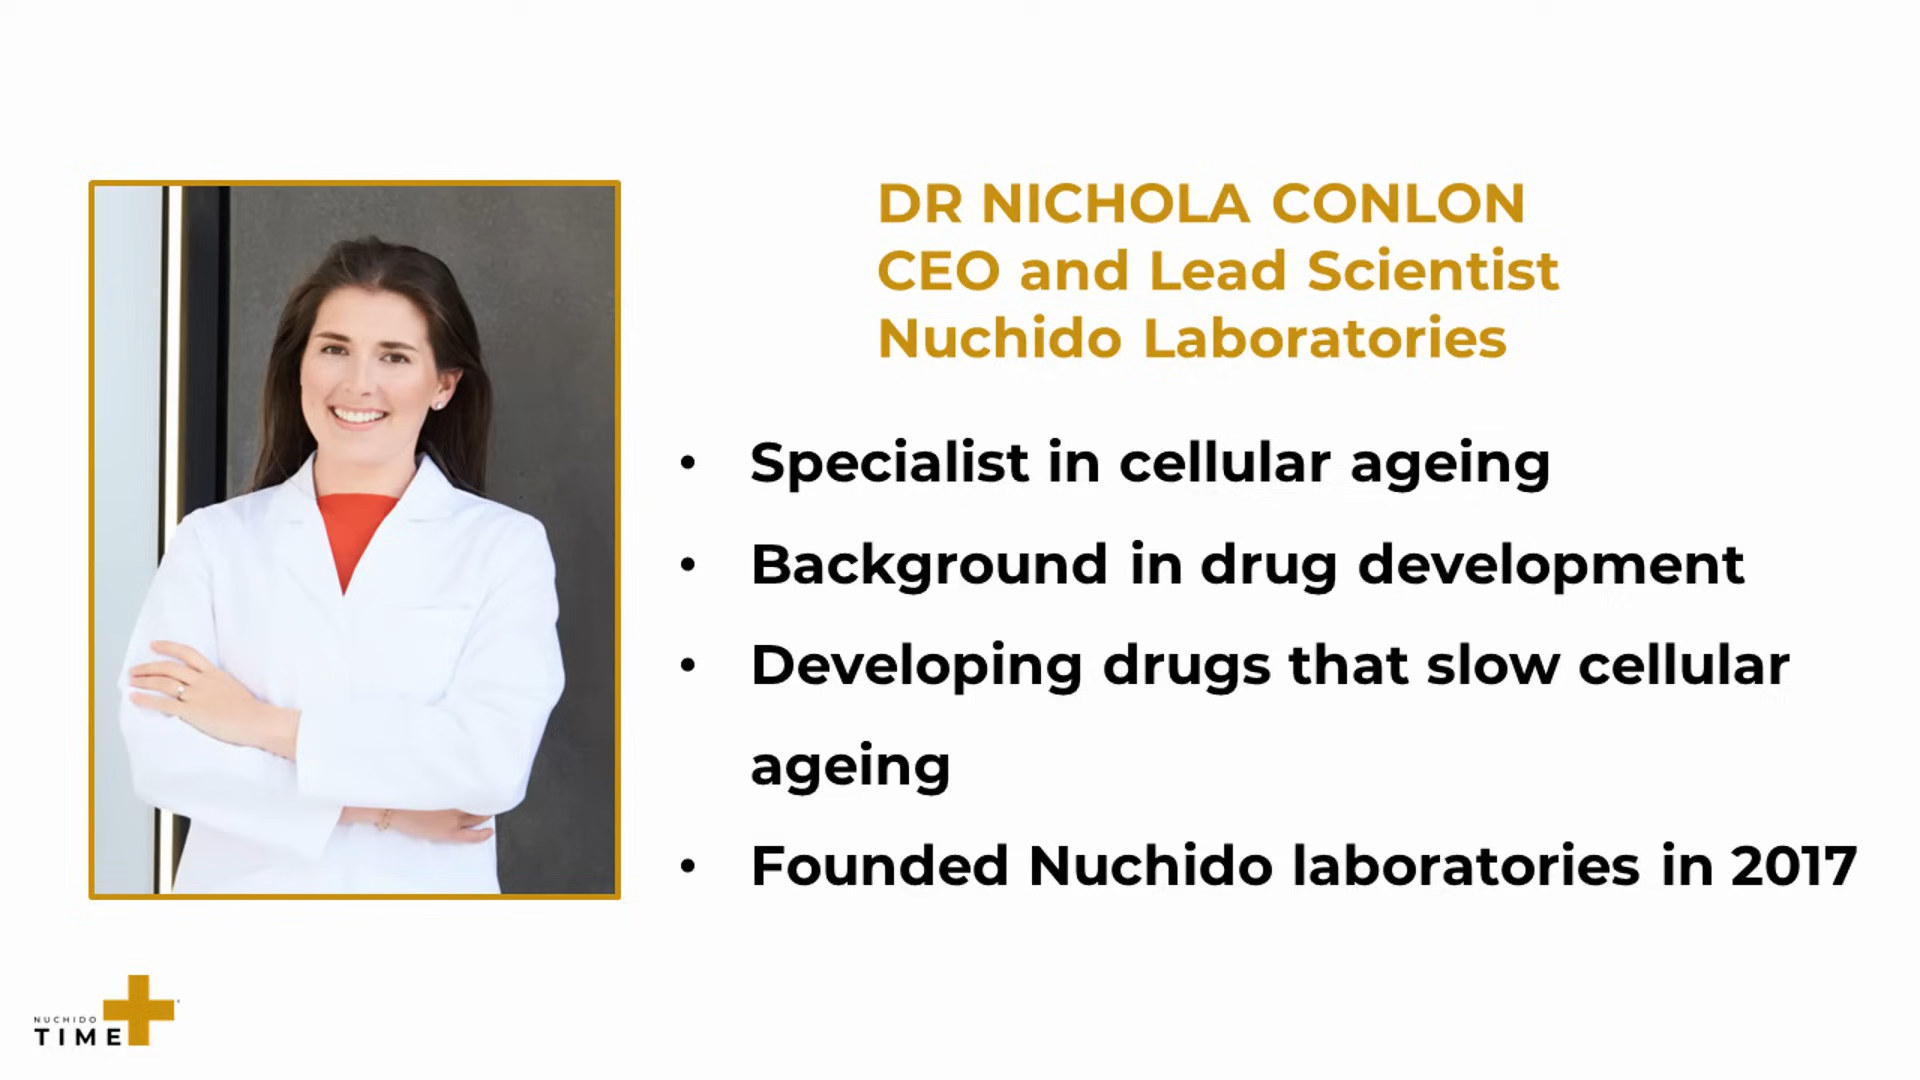 DR NICHOLA CONLON
CEO and Lead Scientist
Nuchido Laboratories
• Specialist in cellular ageing
• Background in drug development
• Developing drugs that slow cellular
ageing
• Founded Nuchido laboratories in 2017
NUCHIDO
TIME